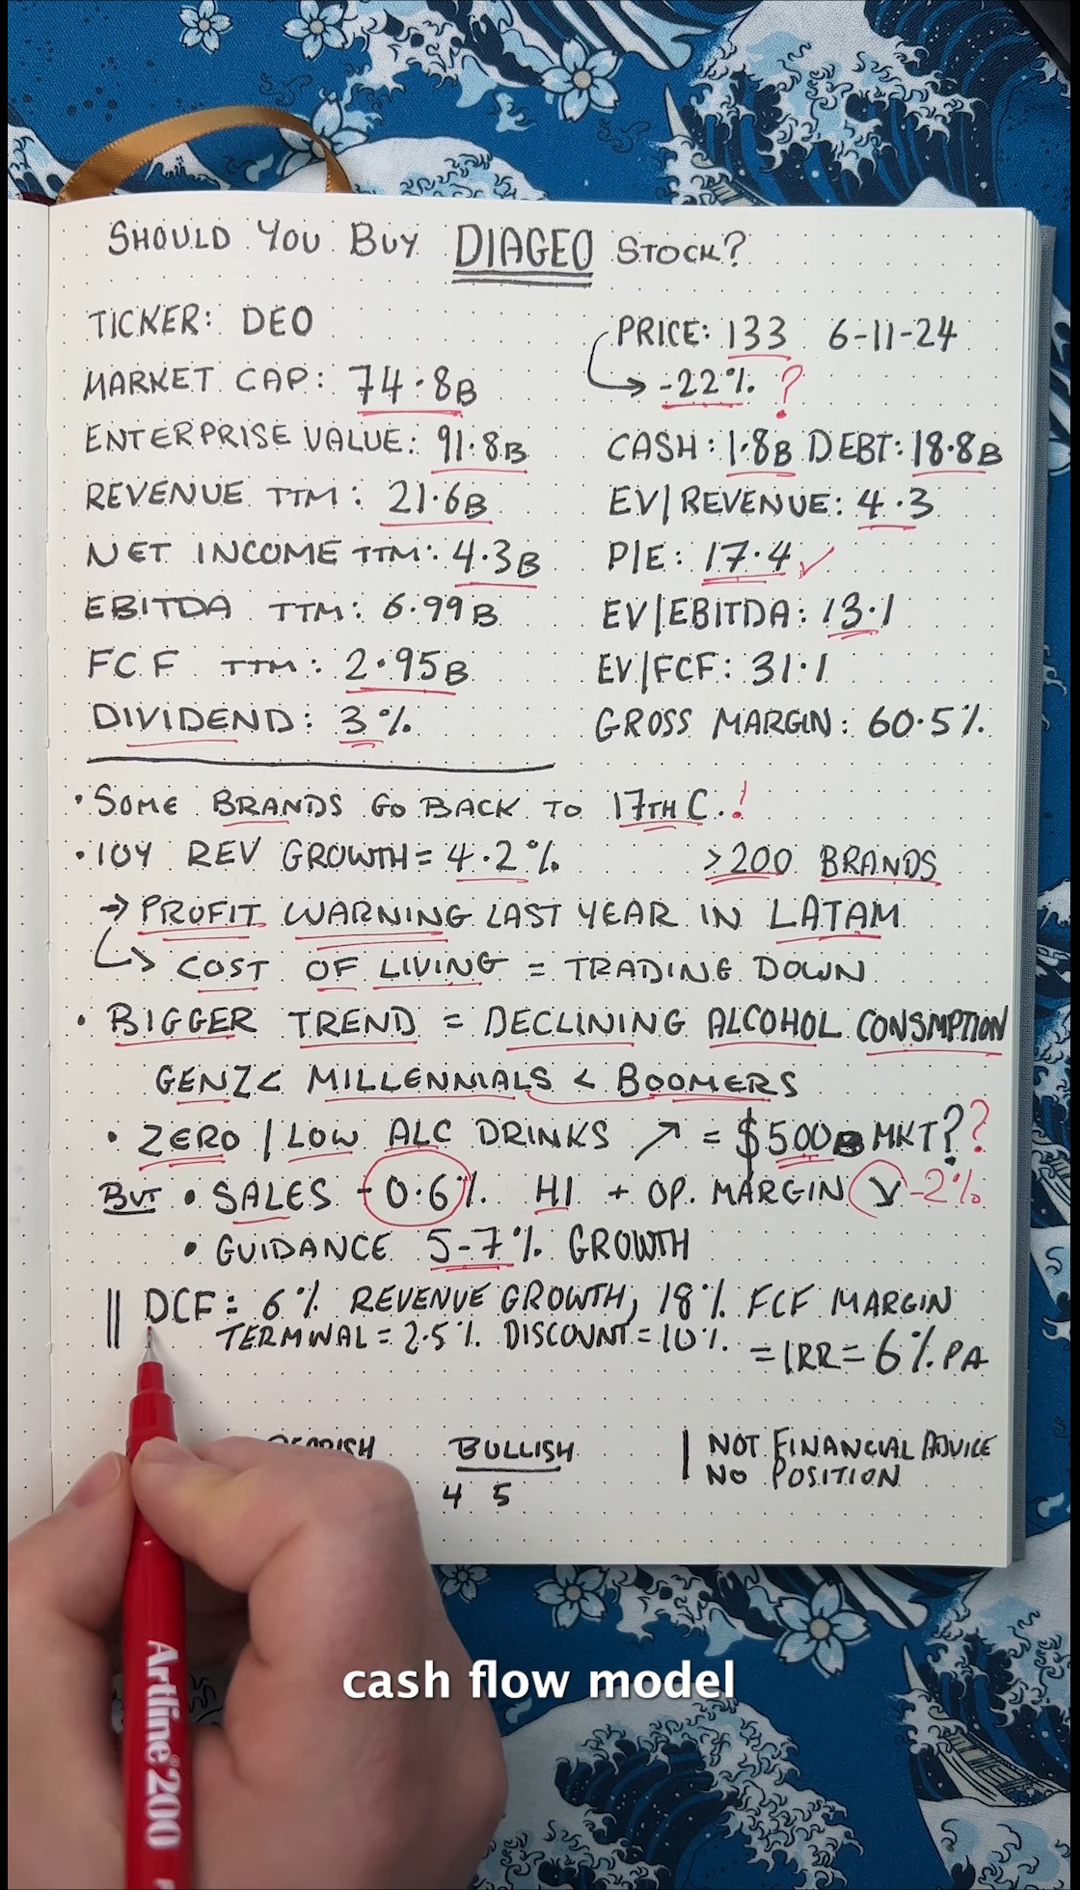 SHOULD YOU BUY DIAGEO STOCK?
TICKER: DEO
PRICE: 133 6-11-24
MARKET CAP: 74.8B
-22% ?
ENTERPRISE VALUE: 91.8B
CASH: 1.8B DEBT: 18.8B
REVENUE TTM: 21.6B
EV/REVENUE: 4.3
NET INCOME TTM: 4.3B
P/E: 17.4 ✓
EBITDA TTM: 6.99B
EV/EBITDA: 13.1
FCF TTM: 2.95B
EV/FCF: 31.1
DIVIDEND: 3%
GROSS MARGIN: 60.5%
• SOME BRANDS GO BACK TO 17TH C.!
• 10Y REV GROWTH = 4.2% >200 BRANDS
→ PROFIT WARNING LAST YEAR IN LATAM
↳ COST OF LIVING = TRADING DOWN
• BIGGER TREND = DECLINING ALCOHOL CONSMPTION
GENZ < MILLENNIALS < BOOMERS
• ZERO / LOW ALC DRINKS ↗ = $500B MKT??
BUT • SALES -0.6% H1 + OP. MARGIN ↘ -2%
• GUIDANCE 5-7% GROWTH
DCF: 6% REVENUE GROWTH, 18% FCF MARGIN
TERMINAL = 2.5% DISCOUNT = 10% = IRR = 6% PA
BULLISH
4 5
NOT FINANCIAL ADVICE
NO POSITION
cash flow model
Artline 200